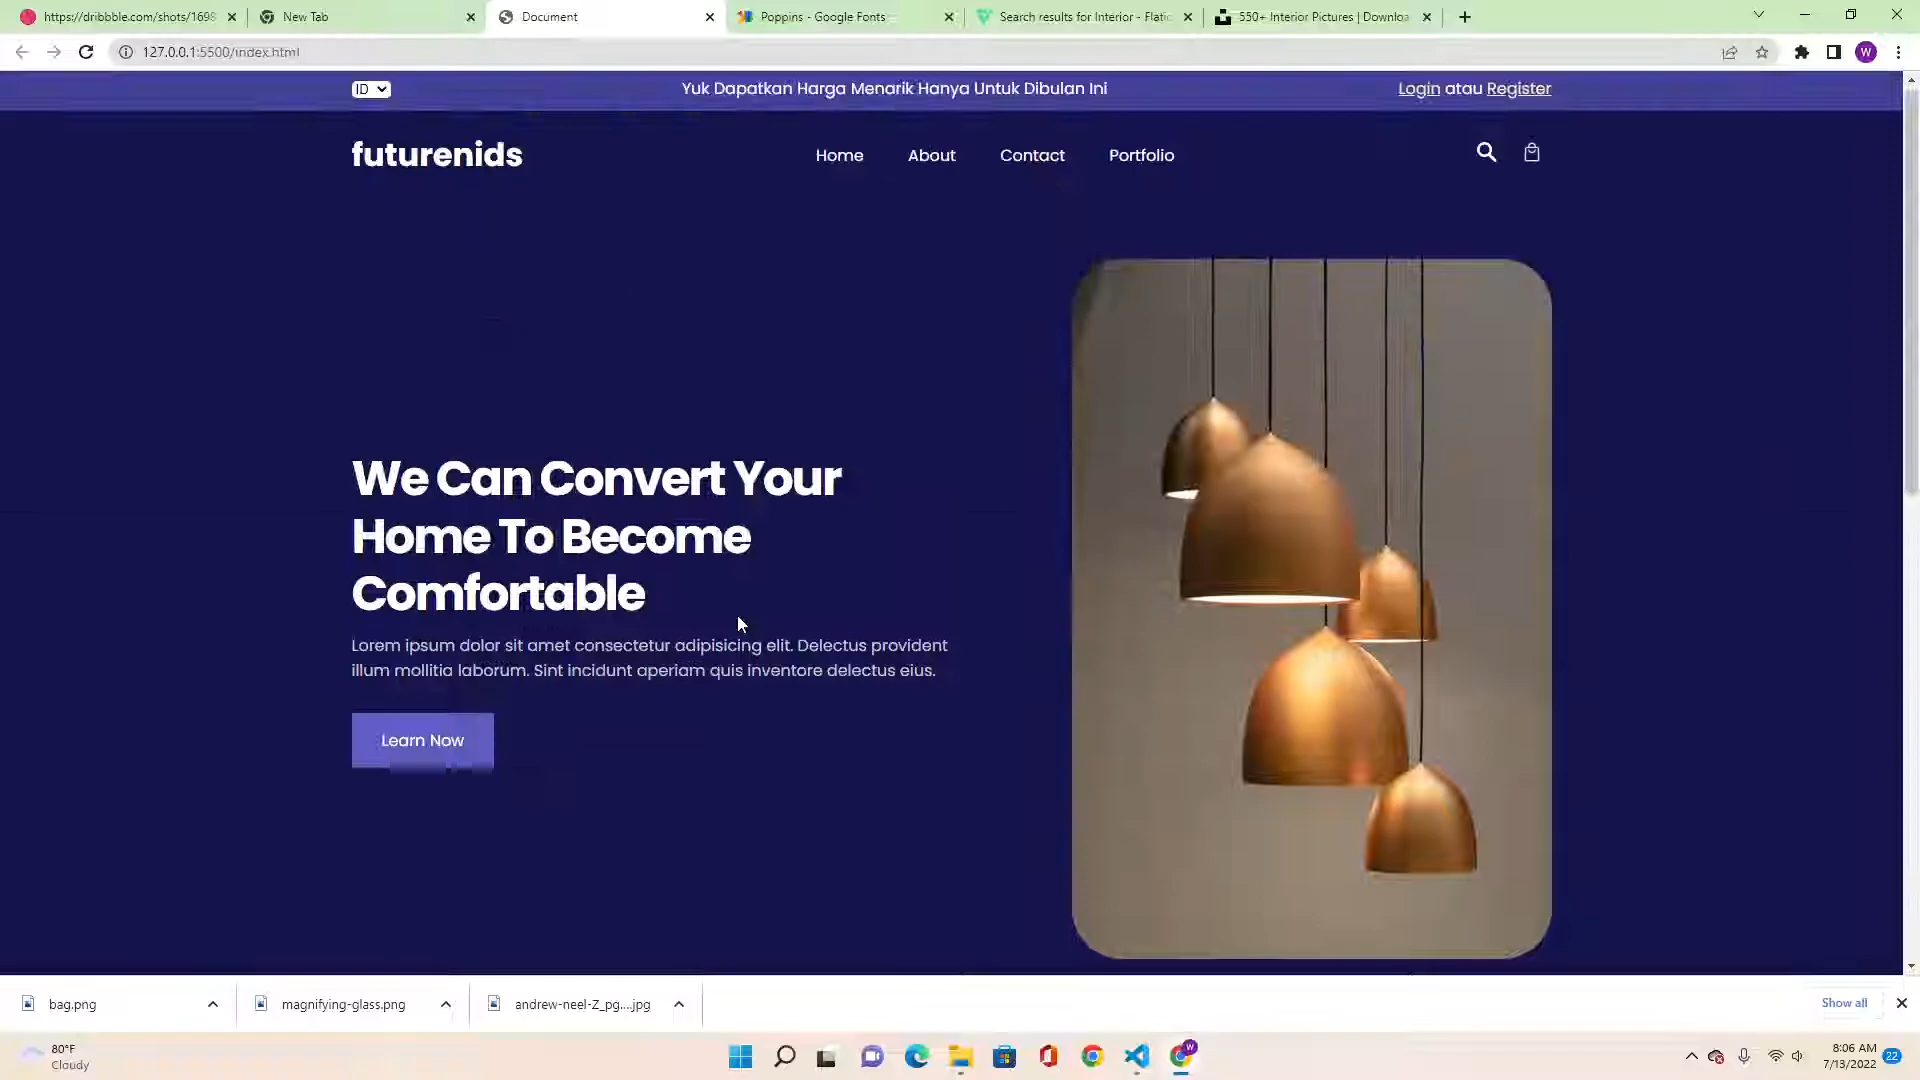 https://dribbble.com/shots/1698
New Tab
Document
Poppins - Google Fonts
Search results for Interior - Flatic
550+ Interior Pictures | Downloa
127.0.0.1:5500/index.html
W
ID
Yuk Dapatkan Harga Menarik Hanya Untuk Dibulan Ini
Login atau Register
futurenids
Home
About
Contact
Portfolio
We Can Convert Your
Home To Become
Comfortable
Lorem ipsum dolor sit amet consectetur adipisicing elit. Delectus provident
illum mollitia laborum. Sint incidunt aperiam quis inventore delectus eius.
Learn Now
bag.png
magnifying-glass.png
andrew-neel-Z_pg....jpg
Show all
80°F
Cloudy
W
8:06 AM
7/13/2022
22